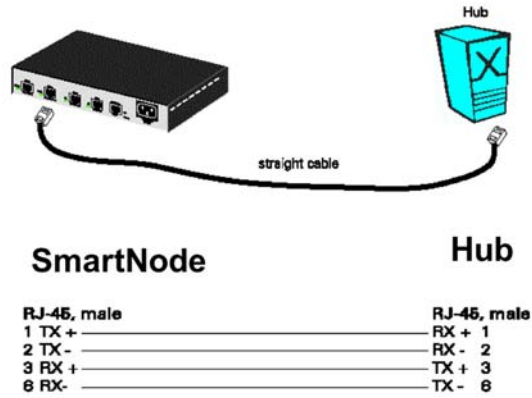 Hub
straight cable
SmartNode
Hub
RJ-45, male
RJ-45, male
1 TX +
RX + 1
2 TX -
RX - 2
3 RX +
TX + 3
6 RX-
TX - 6